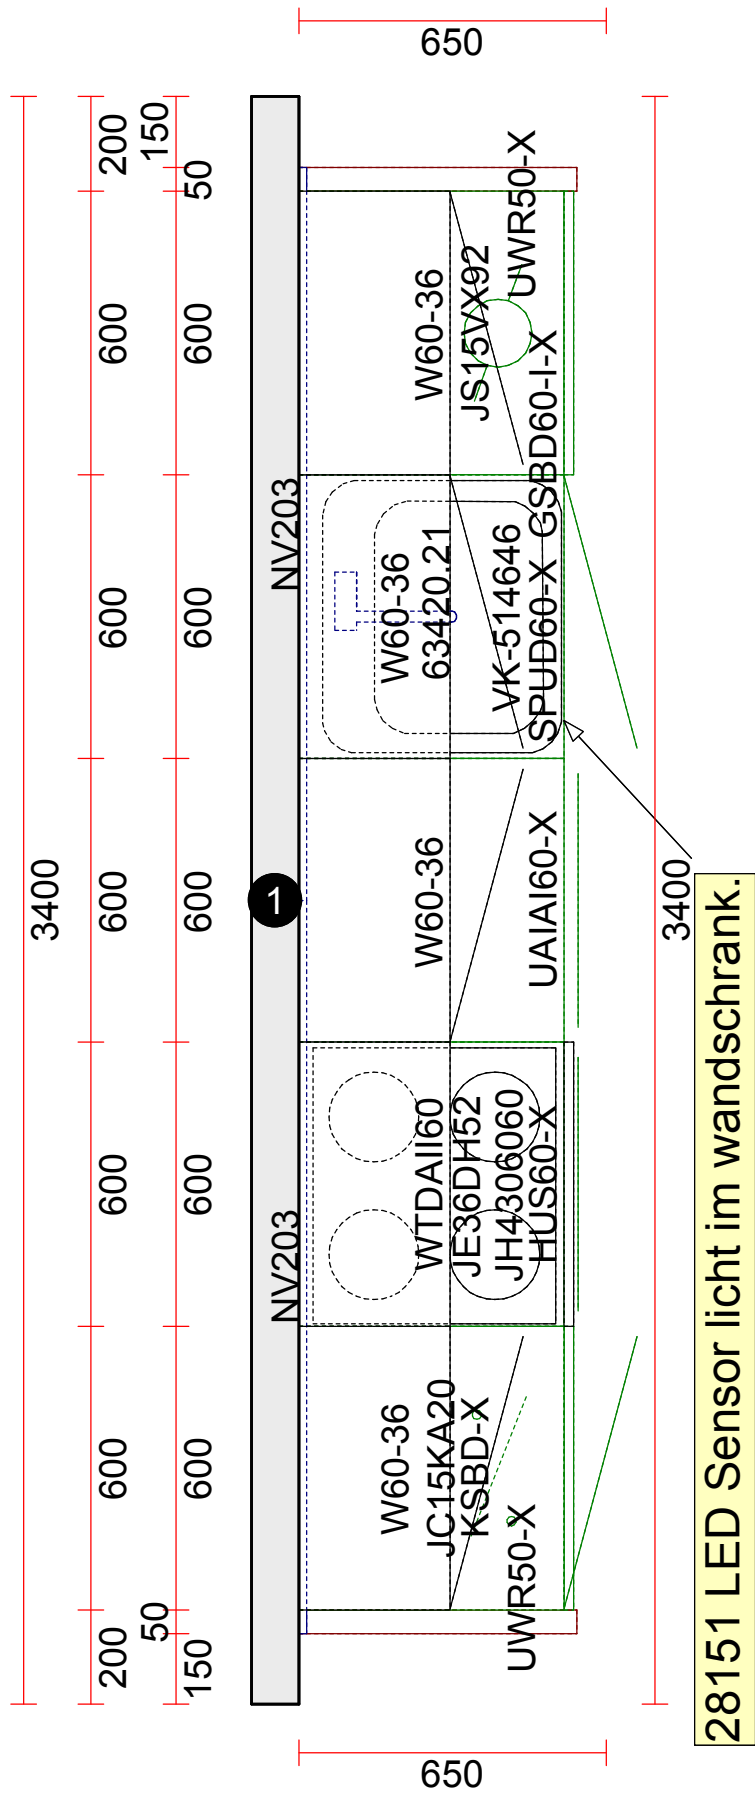 650
3400
200
600
600
600
600
600
200
150
50
600
600
600
600
600
50
150
UWR50-X
W60-36
JS15VX92
GSBD60-I-X
NV203
W60-36
63420.21
VK-514646
SPUD60-X
1
W60-36
UAIAI60-X
3400
NV203
WTDAII60
JE36DH52
JH4306060
HUS60-X
W60-36
JC15KA20
KSBD-X
UWR50-X
28151 LED Sensor licht im wandschrank.
650